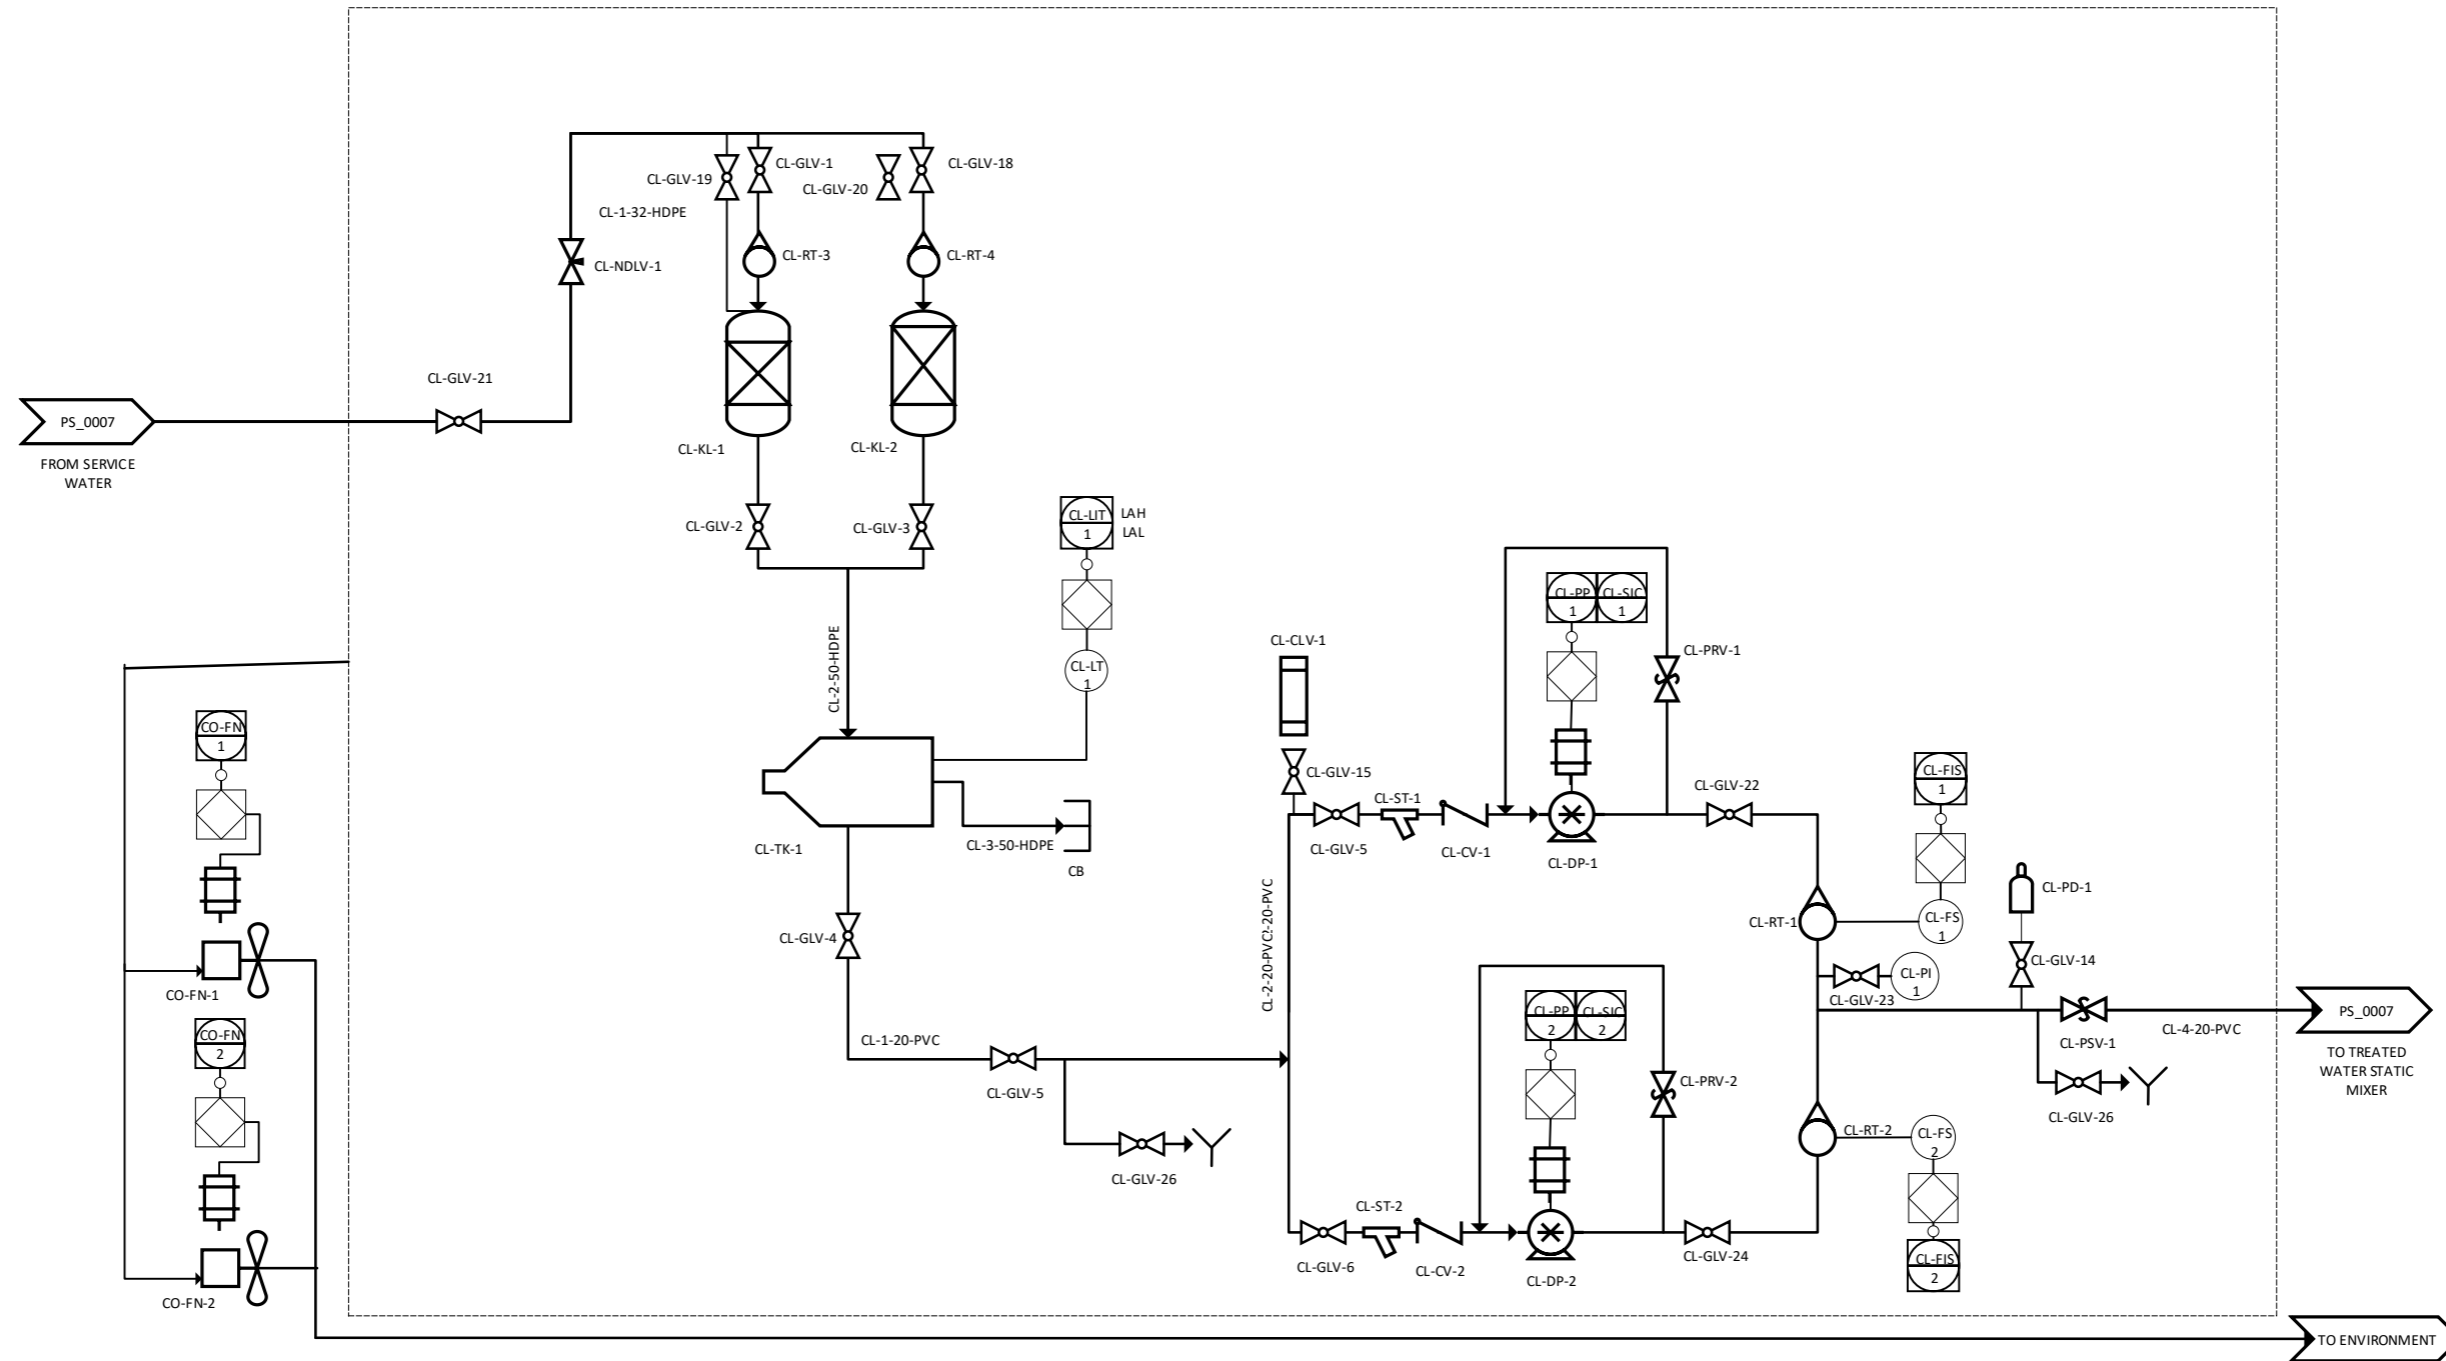 CL-GLV-1
CL-GLV-18
CL-GLV-19
CL-GLV-20
CL-1-32-HDPE
CL-RT-3
CL-RT-4
CL-NDLV-1
CL-GLV-21
PS_0007
FROM SERVICE
WATER
CL-KL-1
CL-KL-2
CL-GLV-2
CL-GLV-3
CL-LIT
1
LAH
LAL
CL-LT
1
CL-2-50-HDPE
CL-TK-1
CL-3-50-HDPE
CB
CL-GLV-4
CL-1-20-PVC
CL-GLV-5
CL-GLV-26
CO-FN
1
CO-FN-1
CO-FN
2
CO-FN-2
CL-CLV-1
CL-GLV-15
CL-GLV-5
CL-ST-1
CL-CV-1
CL-PP
1
CL-SIC
1
CL-PRV-1
CL-DP-1
CL-GLV-22
CL-2-20-PVC
-20-PVC
CL-FIS
1
CL-RT-1
CL-FS
1
CL-PI
1
CL-GLV-23
CL-PD-1
CL-GLV-14
CL-PSV-1
CL-4-20-PVC
PS_0007
TO TREATED
WATER STATIC
MIXER
CL-GLV-26
CL-PP
2
CL-SIC
2
CL-PRV-2
CL-RT-2
CL-FS
2
CL-FIS
2
CL-GLV-6
CL-ST-2
CL-CV-2
CL-DP-2
CL-GLV-24
TO ENVIRONMENT